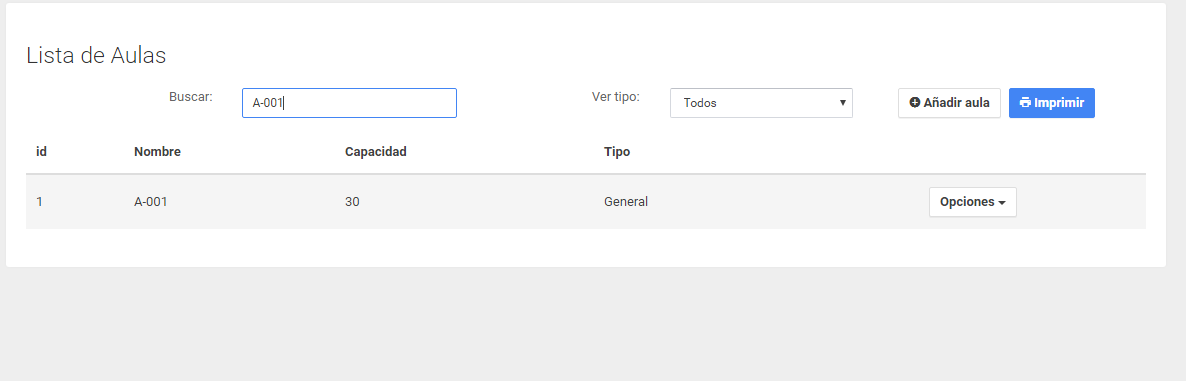 Lista de Aulas
Buscar: A-001 Ver tipo: Todos Añadir aula Imprimir
id Nombre Capacidad Tipo
1 A-001 30 General Opciones